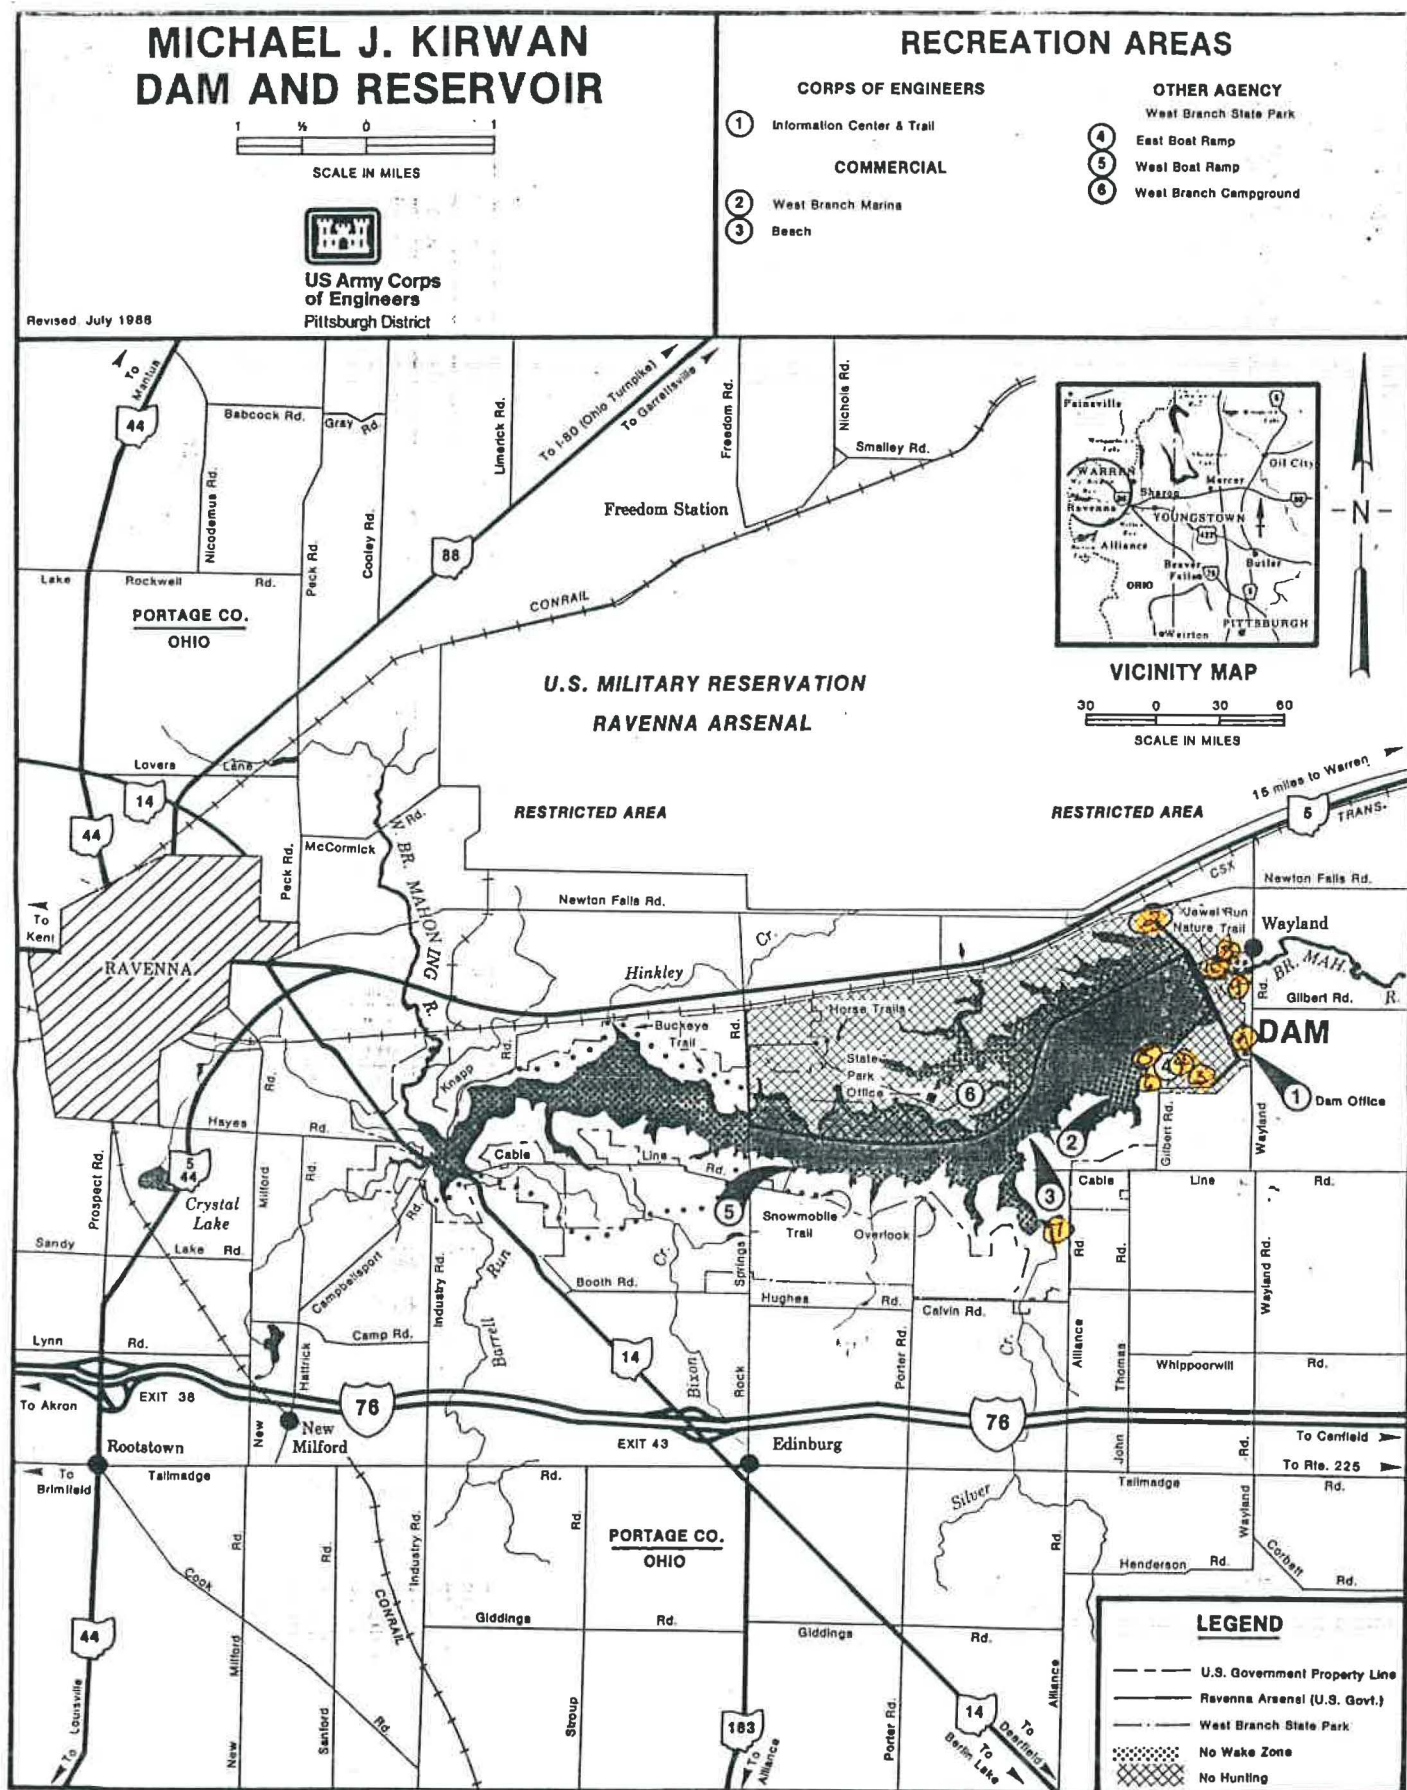 MICHAEL J. KIRWAN
DAM AND RESERVOIR
1 ½ 0 1
SCALE IN MILES
US Army Corps
of Engineers
Pittsburgh District
Revised July 1988
RECREATION AREAS
CORPS OF ENGINEERS
1 Information Center & Trail
COMMERCIAL
2 West Branch Marina
3 Beach
OTHER AGENCY
West Branch State Park
4 East Boat Ramp
5 West Boat Ramp
6 West Branch Campground
To
Mantua
44
Babcock Rd.
Gray Rd.
Nicodemus Rd.
Peck Rd.
Cooley Rd.
Limerick Rd.
To I-80 (Ohio Turnpike)
To Garrettsville
Freedom Rd.
Nichols Rd.
Smalley Rd.
Freedom Station
88
CONRAIL
Lake Rockwell Rd.
PORTAGE CO.
OHIO
Painsville
WARREN
Ravenna
Sharon
Mercer
Oil City
80
YOUNGSTOWN
422
Alliance
Beaver
Falls
Butler
OHIO
Weirton
PITTSBURGH
N
VICINITY MAP
30 0 30 60
SCALE IN MILES
U.S. MILITARY RESERVATION
RAVENNA ARSENAL
RESTRICTED AREA
RESTRICTED AREA
15 miles to Warren
5
TRANS.
CSX
Lovers Lane
14
44
McCormick
Rd.
Peck Rd.
W. BR. MAHONING R.
Newton Falls Rd.
Newton Falls Rd.
To
Kent
RAVENNA
Hinkley Cr.
Jewel Run
Nature Trail
Wayland
BR. MAH. R.
Rd.
Gilbert Rd.
DAM
Horse Trails
Buckeye
Trail
Rd.
Knapp Rd.
State
Park
Office
6
4
1 Dam Office
2
3
5
Hayes Rd.
Rd.
Rd.
5
44
Crystal
Lake
Prospect Rd.
Milford
Sandy Lake Rd.
Cable Line Rd.
Snowmobile
Trail
Overlook
Gilbert Rd.
Wayland
Cable Line Rd.
Campbellsport Rd.
Industry Rd.
Barrell Run
Booth Rd.
Bixon Cr.
Springs
Rock
Hughes Rd.
Calvin Rd.
Porter Rd.
Cr.
Rd.
Alliance
Rd.
Thomas
John
Wayland Rd.
Whippoorwill Rd.
Lynn Rd.
Camp Rd.
Hattrick
New
14
To Akron
EXIT 38
76
New
Milford
EXIT 43
76
Edinburg
To Canfield
To Rte. 225
Rootstown
To
Brimfield
Tallmadge Rd.
Tallmadge Rd.
Silver
Rd.
Wayland
Corbett
Rd.
Henderson Rd.
PORTAGE CO.
OHIO
Cook
Rd.
Rd.
Rd.
Industry Rd.
Rd.
CONRAIL
Giddings Rd.
Giddings Rd.
44
Milford
New
Sanford
Stroup
183
Porter Rd.
14
Rd.
Alliance
To Louisville
To
Alliance
To
Berlin Lake
To
Deerfield
LEGEND
U.S. Government Property Line
Ravenna Arsenal (U.S. Govt.)
West Branch State Park
No Wake Zone
No Hunting